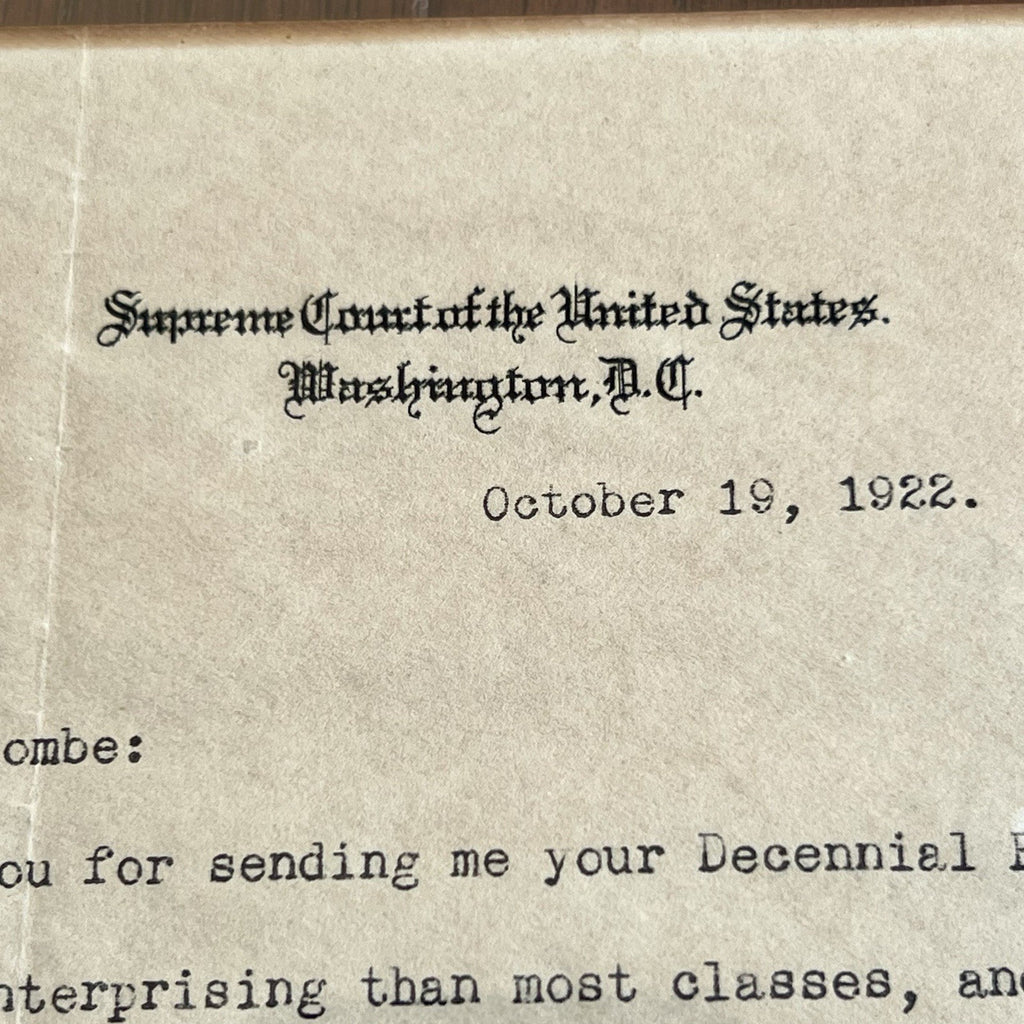 Supreme Court of the United States.
Washington, D.C.
October 19, 1922.
ombe:
ou for sending me your Decennial
nterprising than most classes, and